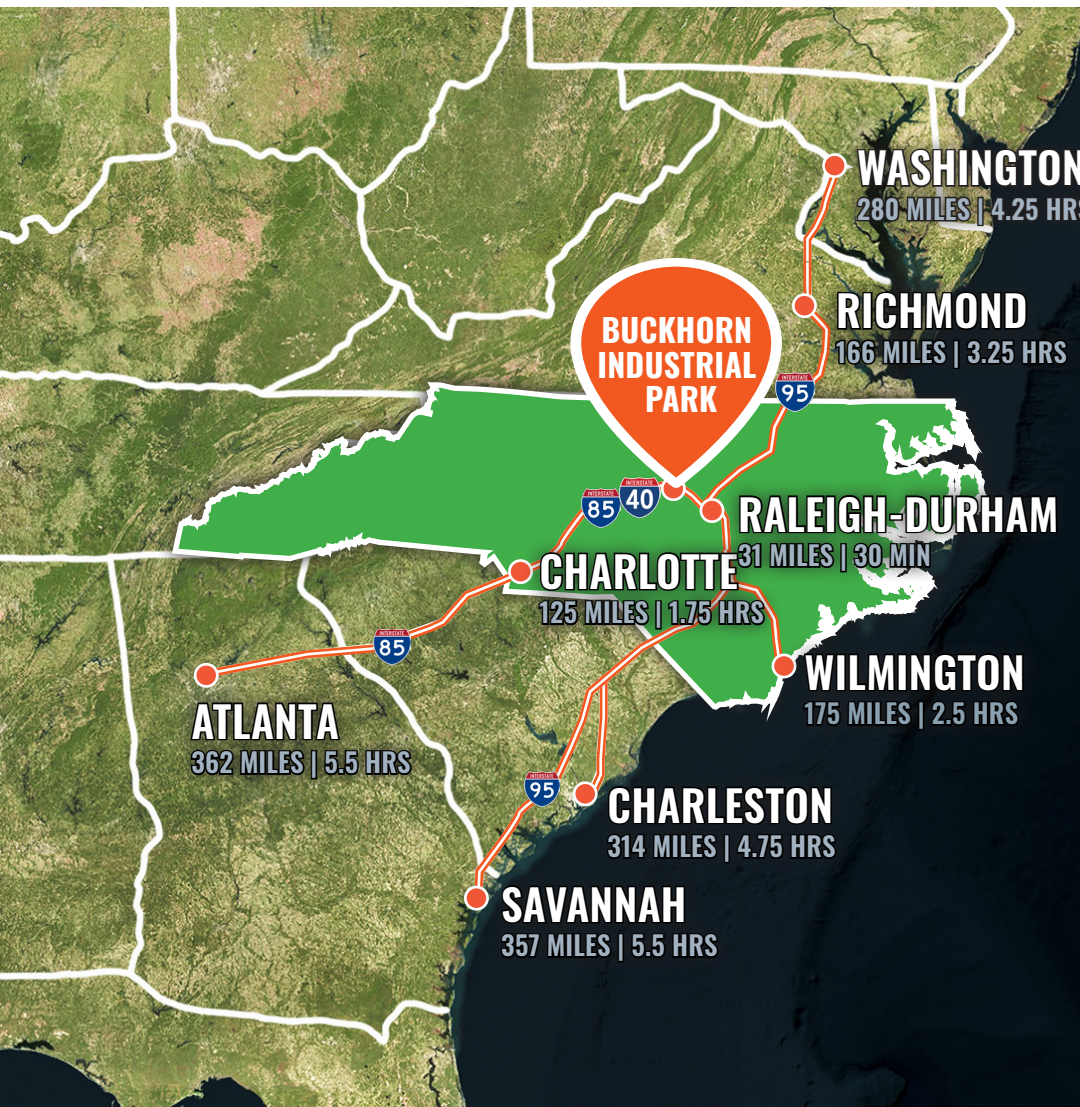 WASHINGTON
280 MILES | 4.25 HRS
BUCKHORN
INDUSTRIAL
PARK
RICHMOND
166 MILES | 3.25 HRS
INTERSTATE
95
INTERSTATE
85
INTERSTATE
40
RALEIGH-DURHAM
31 MILES | 30 MIN
CHARLOTTE
125 MILES | 1.75 HRS
INTERSTATE
85
WILMINGTON
175 MILES | 2.5 HRS
ATLANTA
362 MILES | 5.5 HRS
INTERSTATE
95
CHARLESTON
314 MILES | 4.75 HRS
SAVANNAH
357 MILES | 5.5 HRS